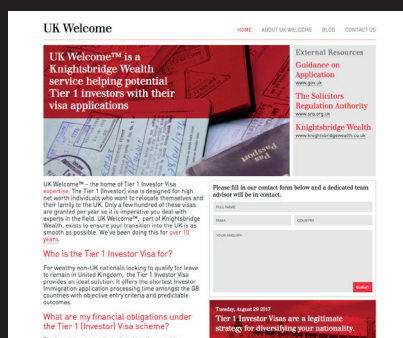 UK Welcome
HOME ABOUT UK WELCOME BLOG CONTACT US
UK Welcome™ is a
Knightsbridge Wealth
service helping potential
Tier 1 investors with their
visa applications
External Resources
Guidance on
Application
www.gov.uk
The Solicitors
Regulation Authority
www.sra.org.uk
Knightsbridge Wealth
www.knightsbridgewealth.co.uk
UK Welcome™ – the home of Tier 1 Investor Visa
expertise. The Tier 1 (Investor) visa is designed for high
net worth individuals who want to relocate themselves and
their family to the UK. Only a few hundred of these visas
are granted per year so it is imperative you deal with
experts in the field. UK Welcome™, part of Knightsbridge
Wealth, exists to ensure your transition into the UK is as
smooth as possible. We've been doing this for over 10
years.
Who is the Tier 1 Investor Visa for?
For wealthy non-UK nationals looking to qualify for leave
to remain in United Kingdom, the Tier 1 Investor Visa
provides an ideal solution. It offers the shortest Investor
Immigration application processing time amongst the G8
countries with objective entry criteria and predictable
outcomes.
What are my financial obligations under
the Tier 1 (Investor) Visa scheme?
Please fill in our contact form below and a dedicated team
advisor will be in contact.
FULL NAME
EMAIL COUNTRY
YOUR ENQUIRY
SUBMIT
Tuesday, August 29 2017
Tier 1 Investor Visas are a legitimate
strategy for diversifying your nationality.